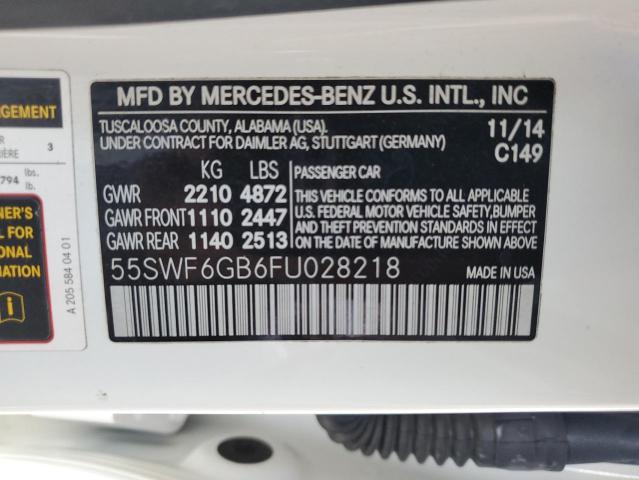 AGEMENT
R
IÈRE 3
794 lbs.
lb.
NER'S
L FOR
ONAL
MATION
i
A 205 584 04 01
MFD BY MERCEDES-BENZ U.S. INTL., INC
TUSCALOOSA COUNTY, ALABAMA (USA). 11/14
UNDER CONTRACT FOR DAIMLER AG, STUTTGART (GERMANY) C149
KG LBS PASSENGER CAR
GVWR 2210 4872 THIS VEHICLE CONFORMS TO ALL APPLICABLE
GAWR FRONT 1110 2447 U.S. FEDERAL MOTOR VEHICLE SAFETY, BUMPER
AND THEFT PREVENTION STANDARDS IN EFFECT
GAWR REAR 1140 2513 ON THE DATE OF MANUFACTURE SHOWN ABOVE.
55SWF6GB6FU028218 MADE IN USA